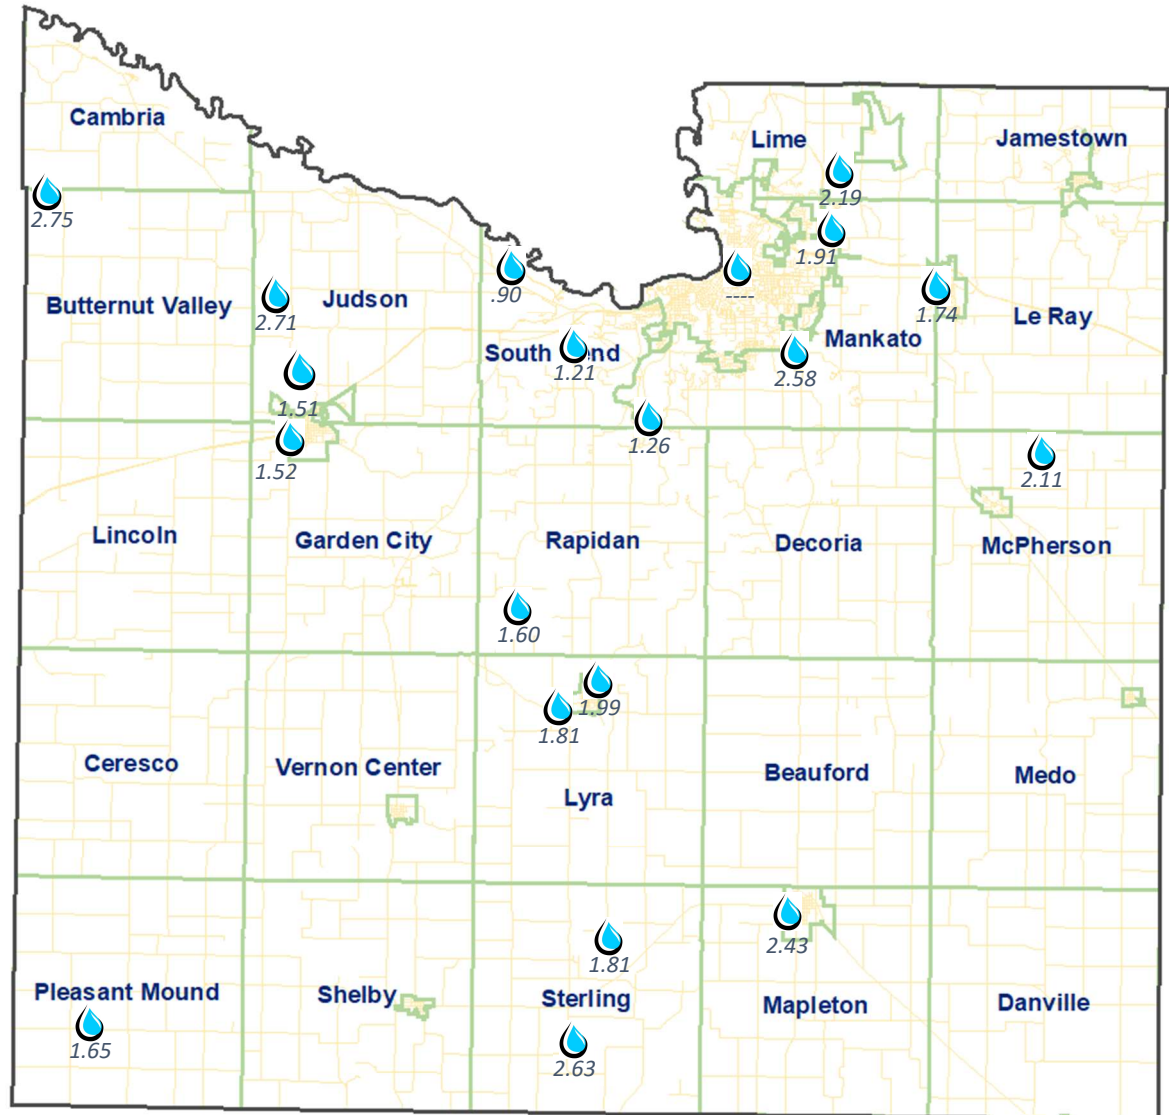 Cambria
Lime
Jamestown
2.19
2.75
1.91
.90
----
Butternut Valley
Judson
2.71
1.74
Le Ray
Mankato
South
end
1.21
2.58
1.51
1.26
1.52
2.11
Lincoln
Garden City
Rapidan
Decoria
McPherson
1.60
1.99
1.81
Ceresco
Vernon Center
Beauford
Medo
Lyra
2.43
1.81
Pleasant Mound
Shelby
Sterling
Mapleton
Danville
1.65
2.63